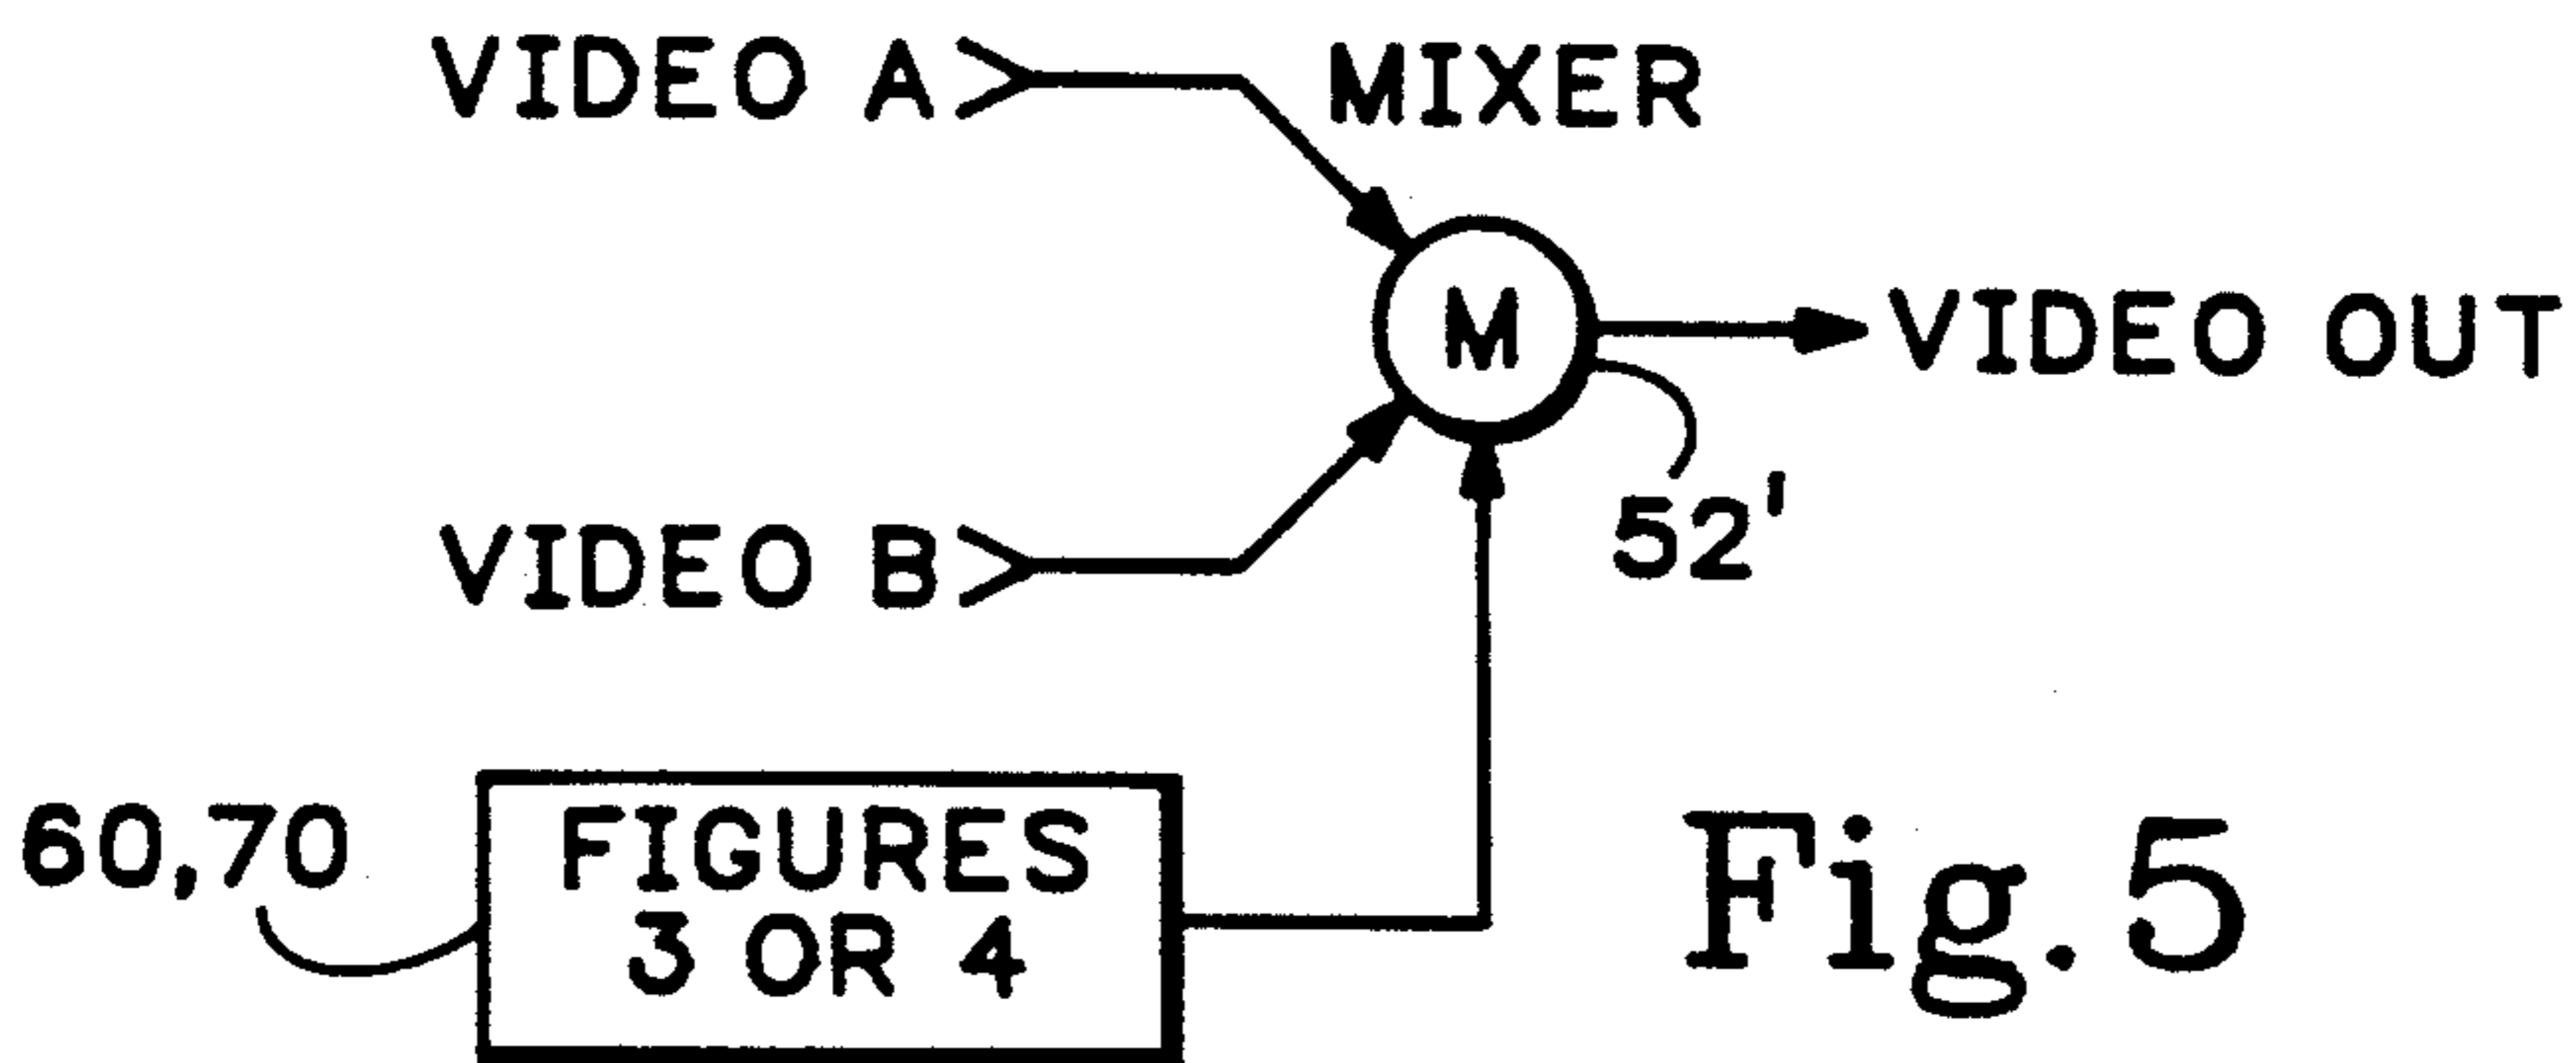 VIDEO A
MIXER
M
VIDEO OUT
52'
VIDEO B
60,70
FIGURES
3 OR 4
Fig. 5